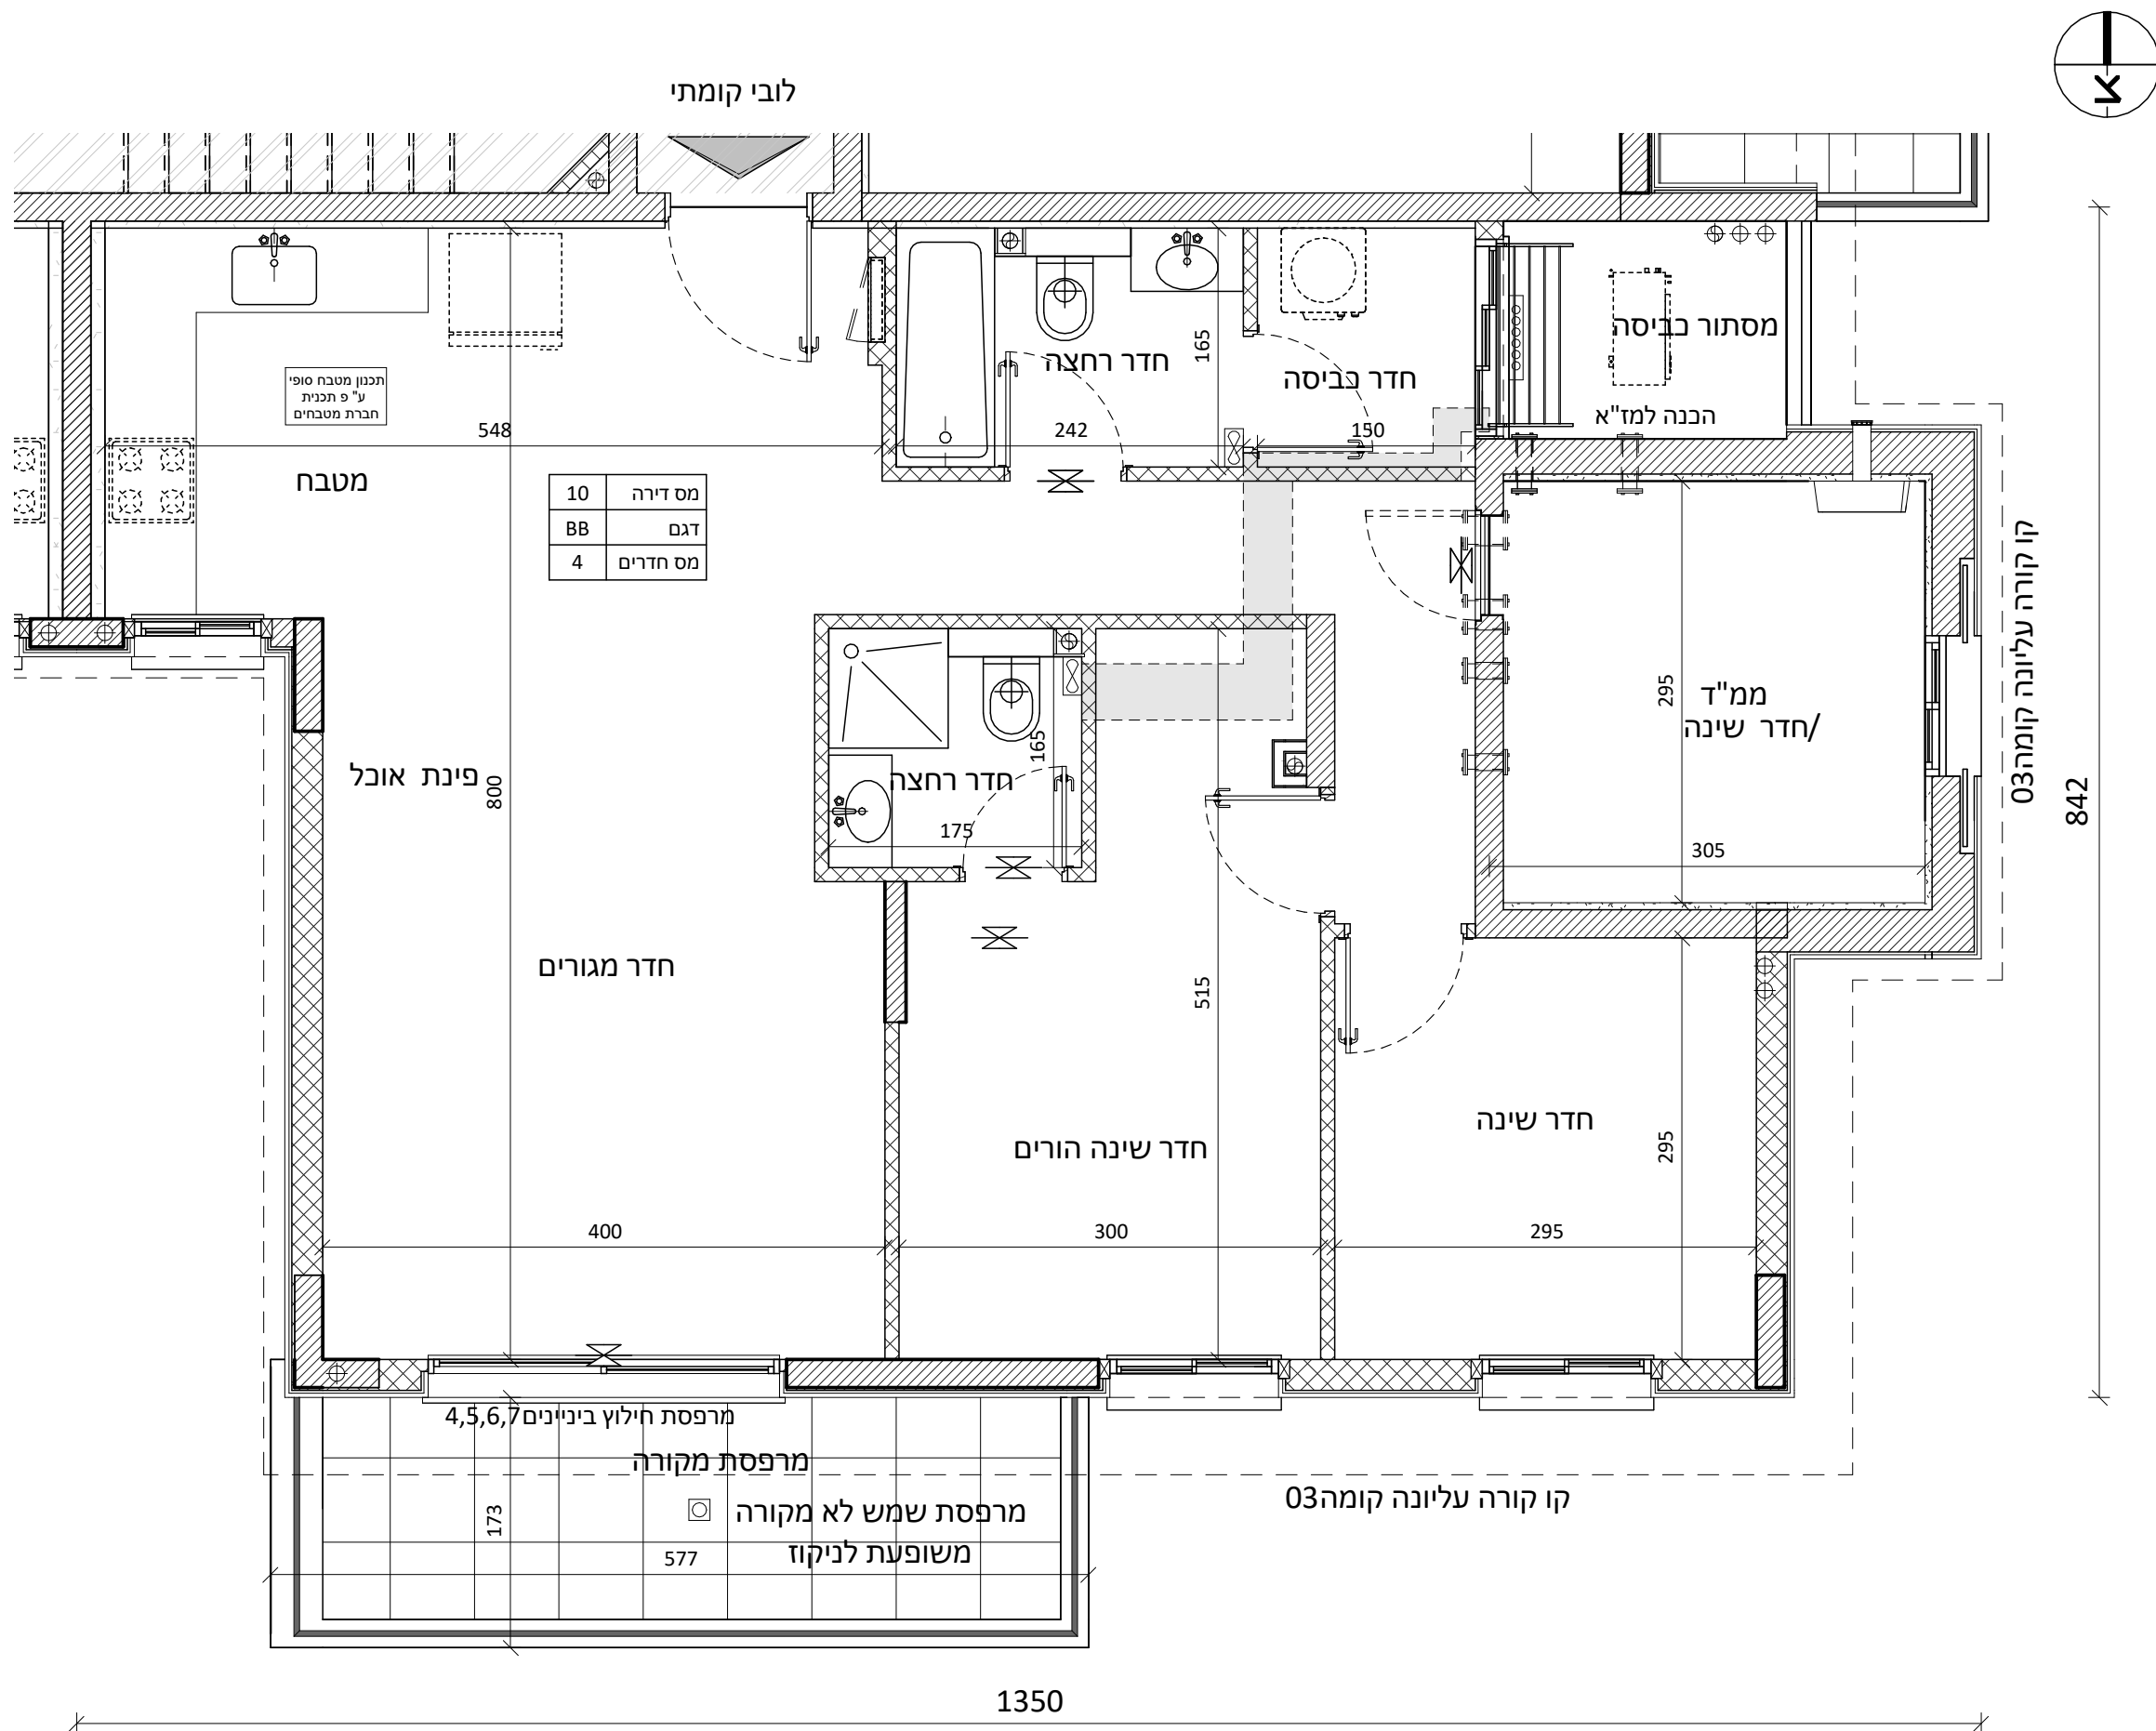 צ
לובי קומתי
מסתור כביסה
הכנה למז"א
חדר רחצה
165
חדר כביסה
תכנון מטבח סופי
ע"פ תכנית
חברת מטבחים
548
242
150
מטבח
מס דירה 10
דגם BB
מס חדרים 4
קו קורה עליונה קומה03
842
ממ"ד
/חדר שינה
295
305
פינת אוכל
800
חדר רחצה
165
175
חדר מגורים
515
חדר שינה הורים
חדר שינה
295
400
300
295
מרפסת חילוץ ביניינים4,5,6,7
מרפסת מקורה
מרפסת שמש לא מקורה
משופעת לניקוז
173
577
קו קורה עליונה קומה03
1350